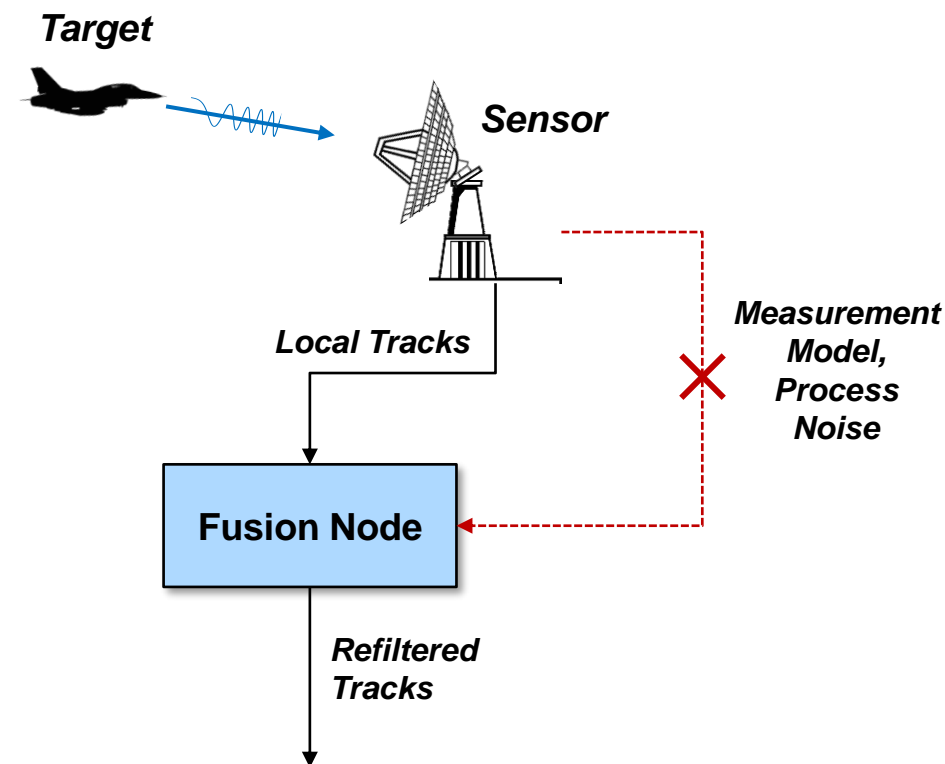 Target
Sensor
Local Tracks
Measurement
Model,
Process
Noise
Fusion Node
Refiltered
Tracks